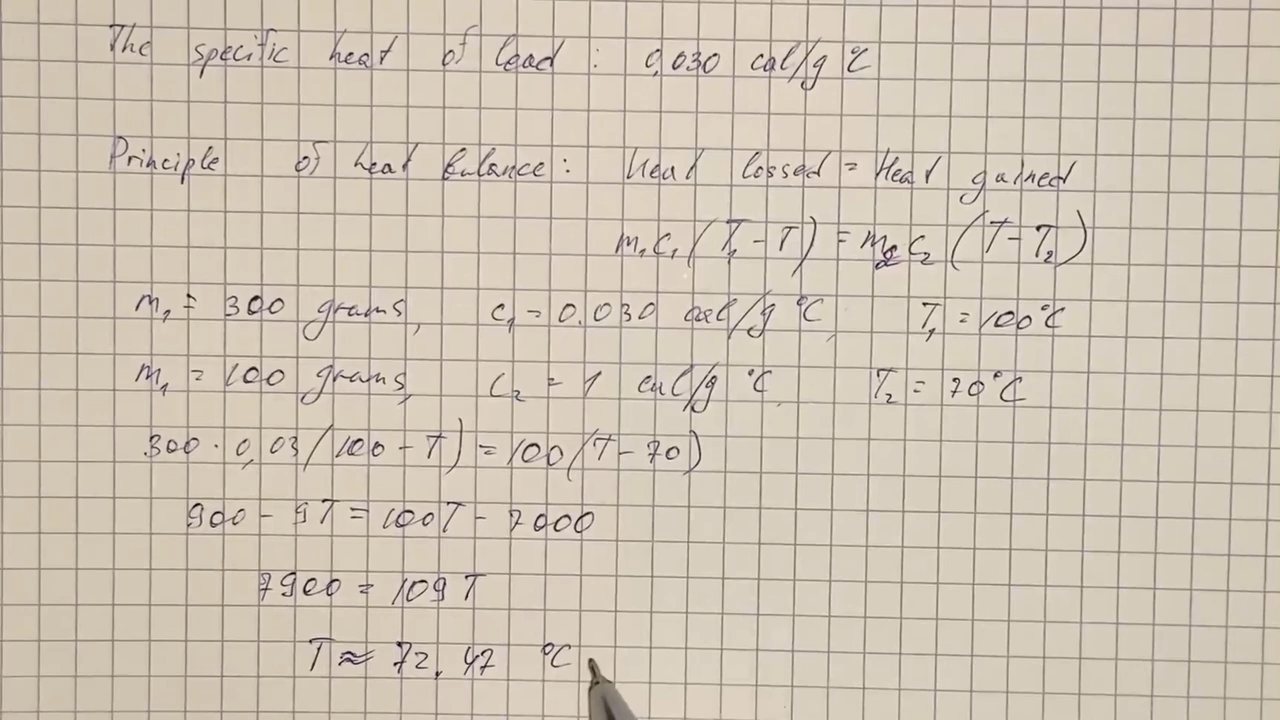 The specific heat of lead : 0,030 cal/g °C
Principle of heat balance: Heat lossed = Heat gained
m₁c₁(T₁ - T) = m₂c₂(T - T₂)
m₁ = 300 grams, c₁ = 0.030 cal/g °C, T₁ = 100°C
m₁ = 100 grams, c₂ = 1 cal/g °C, T₂ = 70°C
300 · 0,03(100 - T) = 100(T - 70)
900 - 9T = 100T - 7000
7900 = 109T
T ≈ 72.47 °C